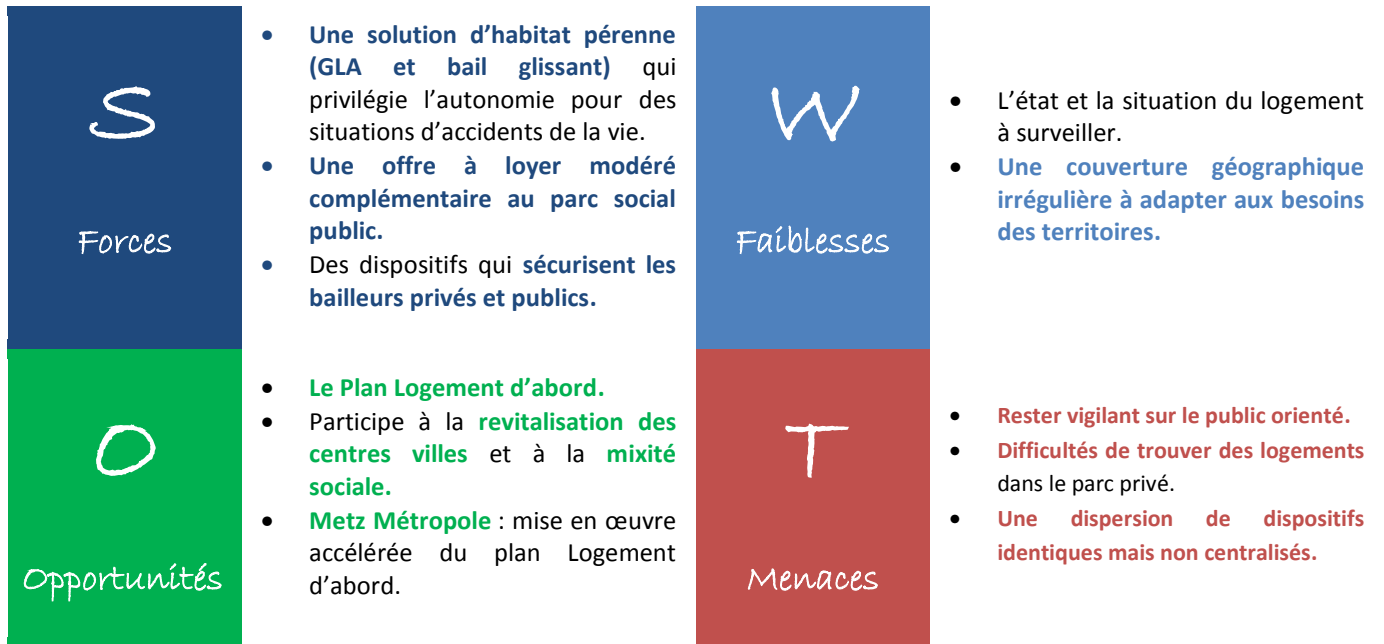 S
Forces
• Une solution d’habitat pérenne
(GLA et bail glissant) qui
privilégie l’autonomie pour des
situations d’accidents de la vie.
• Une offre à loyer modéré
complémentaire au parc social
public.
• Des dispositifs qui sécurisent les
bailleurs privés et publics.
W
Faiblesses
• L’état et la situation du logement
à surveiller.
• Une couverture géographique
irrégulière à adapter aux besoins
des territoires.
O
Opportunités
• Le Plan Logement d’abord.
• Participe à la revitalisation des
centres villes et à la mixité
sociale.
• Metz Métropole : mise en œuvre
accélérée du plan Logement
d’abord.
T
Menaces
• Rester vigilant sur le public orienté.
• Difficultés de trouver des logements
dans le parc privé.
• Une dispersion de dispositifs
identiques mais non centralisés.